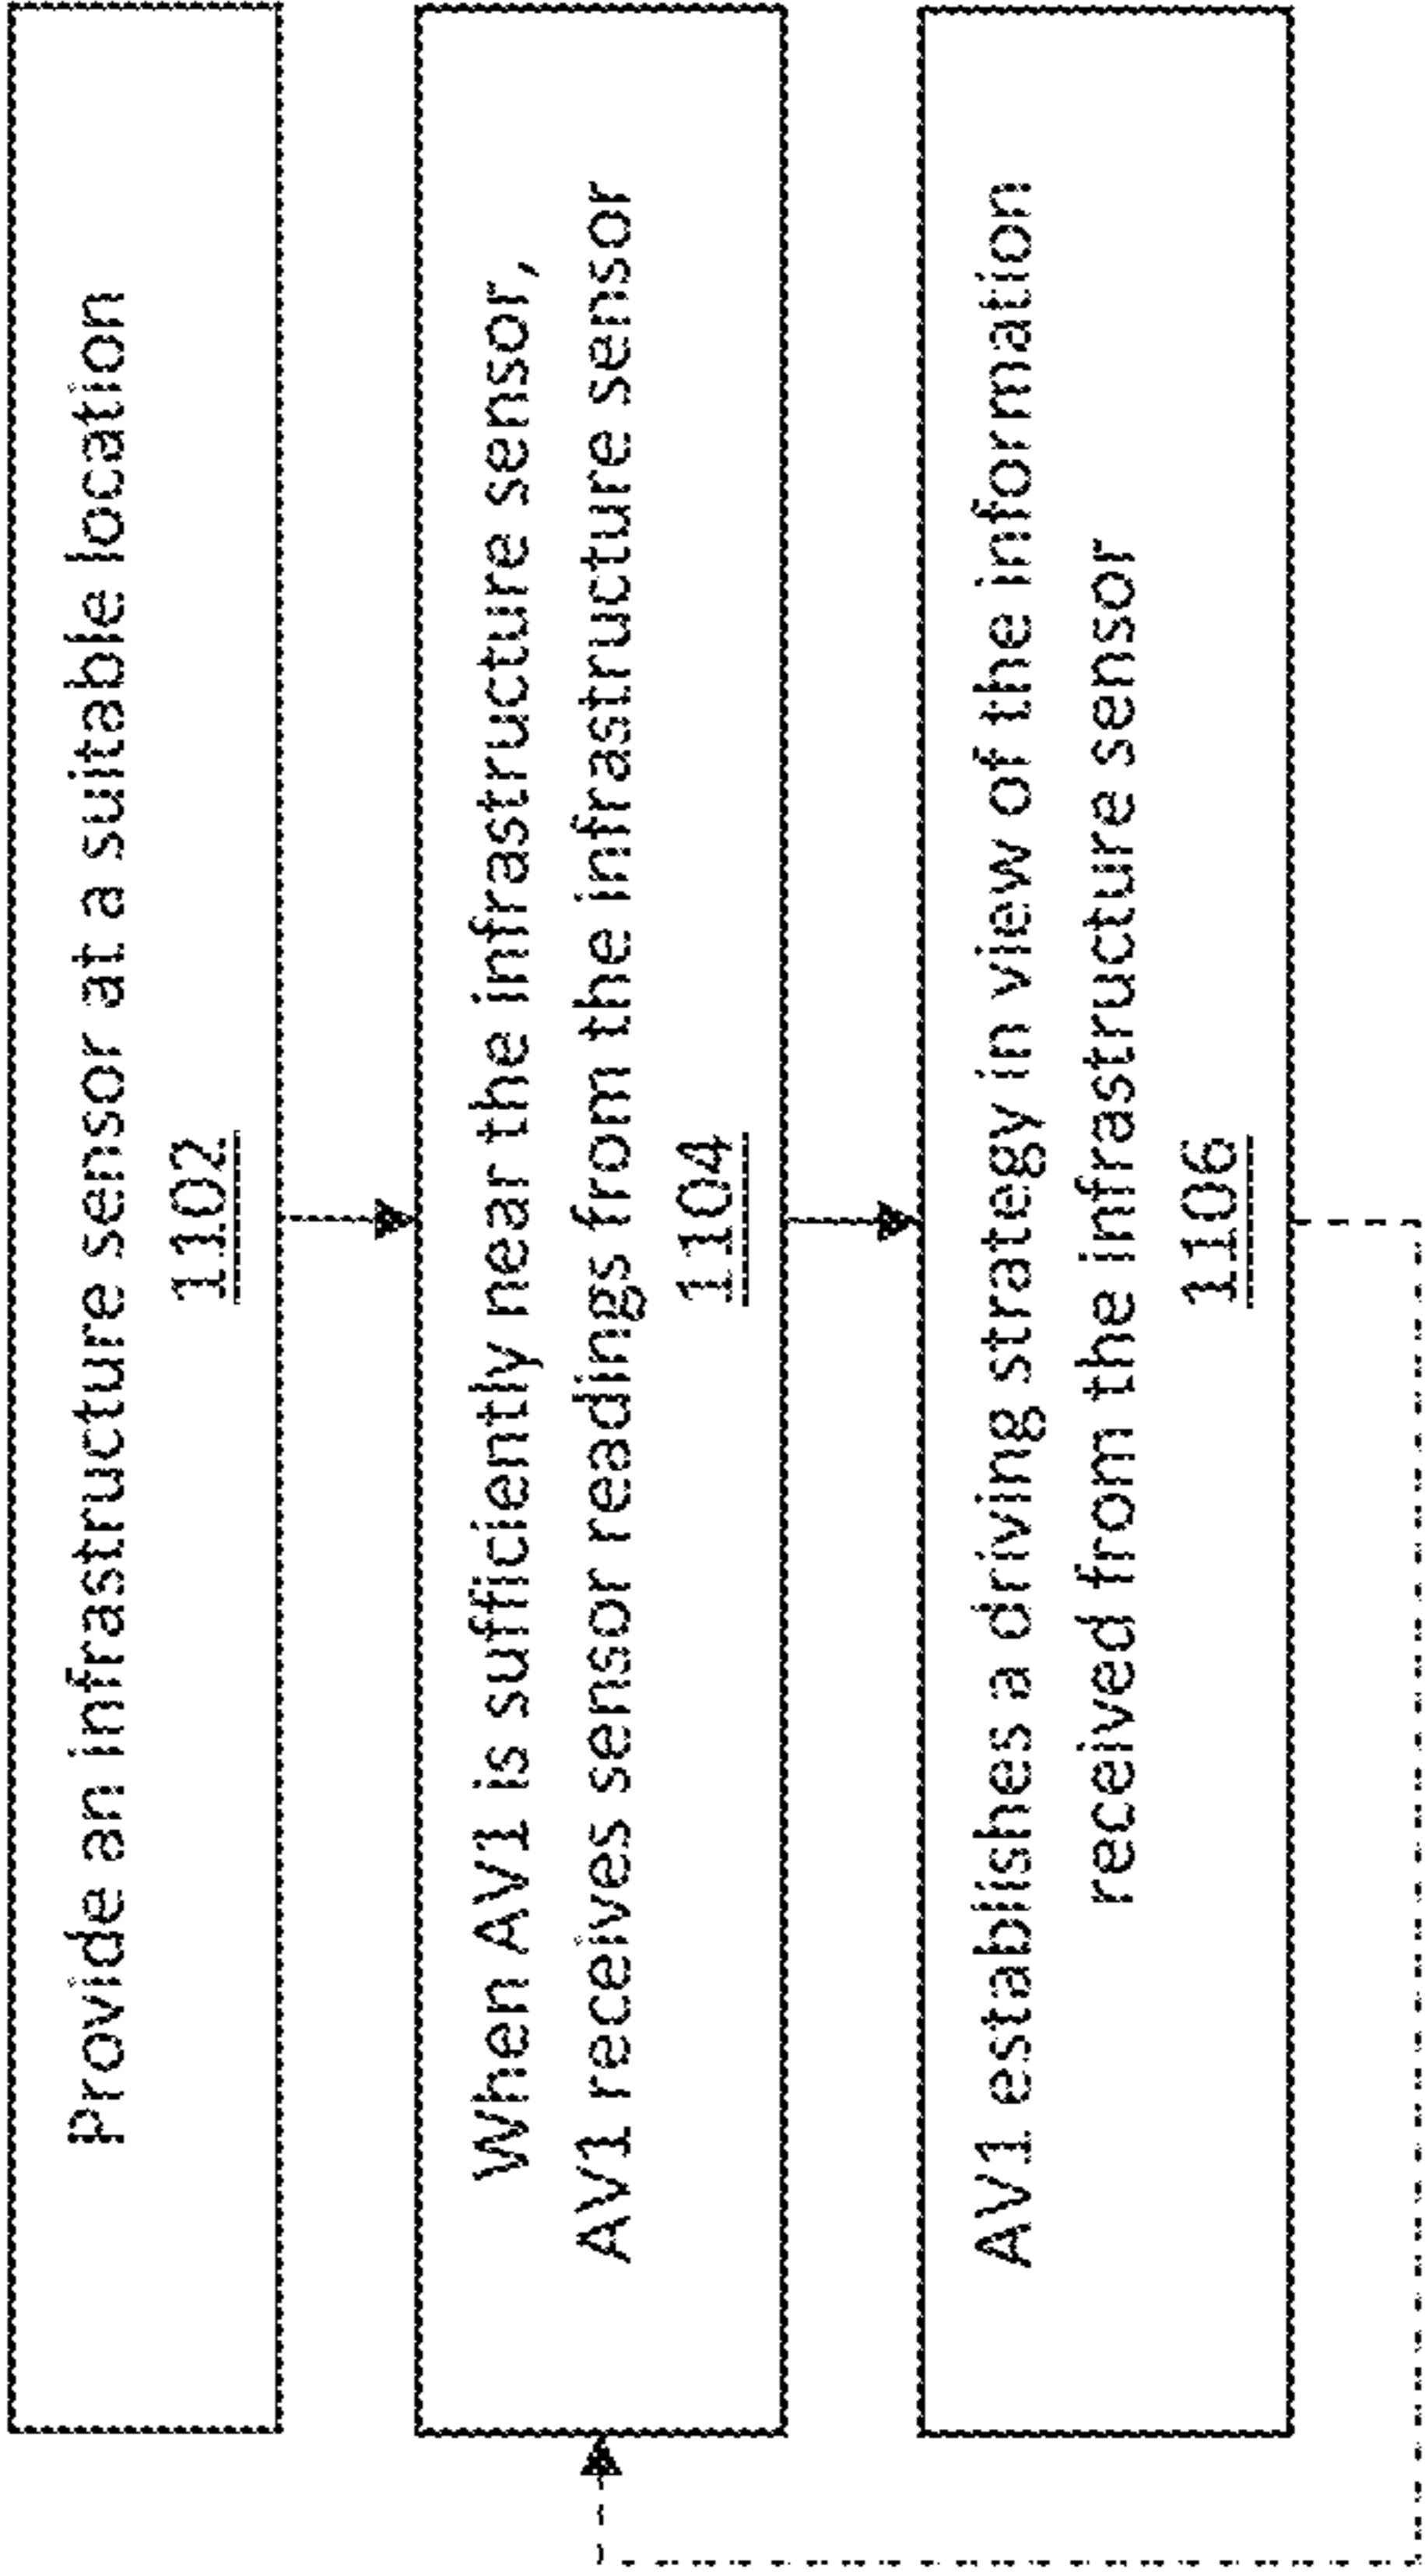 Provide an infrastructure sensor at a suitable location
1102
When AV1 is sufficiently near the infrastructure sensor,
AV1 receives sensor readings from the infrastructure sensor
1104
AV1 establishes a driving strategy in view of the information
received from the infrastructure sensor
1106